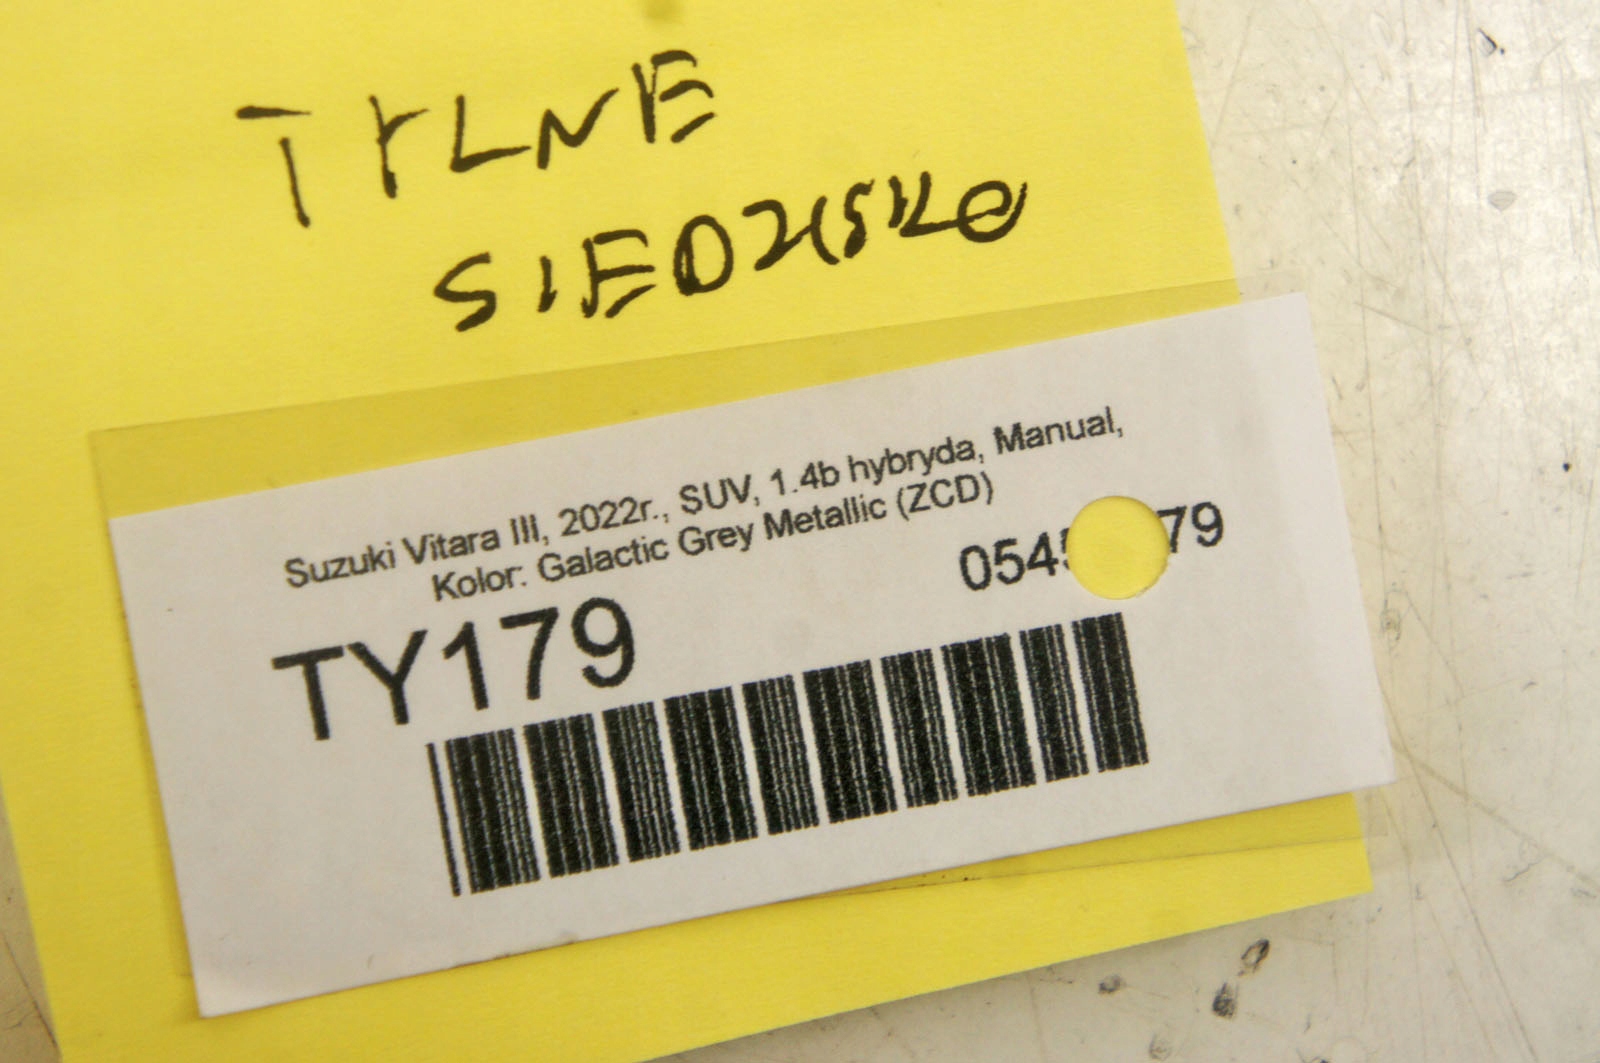 TYLNE
SIEDZISKO
Suzuki Vitara III, 2022r., SUV, 1.4b hybryda, Manual,
Kolor: Galactic Grey Metallic (ZCD)
TY179